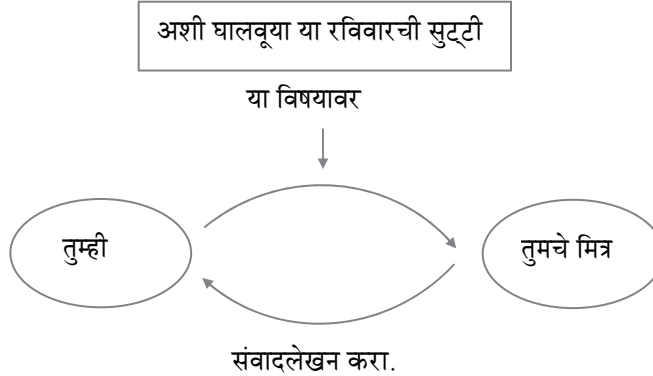 अशी घालवूया या रविवारची सुट्‌टी
या विषयावर
तुम्ही
तुमचे मित्र
संवादलेखन करा.